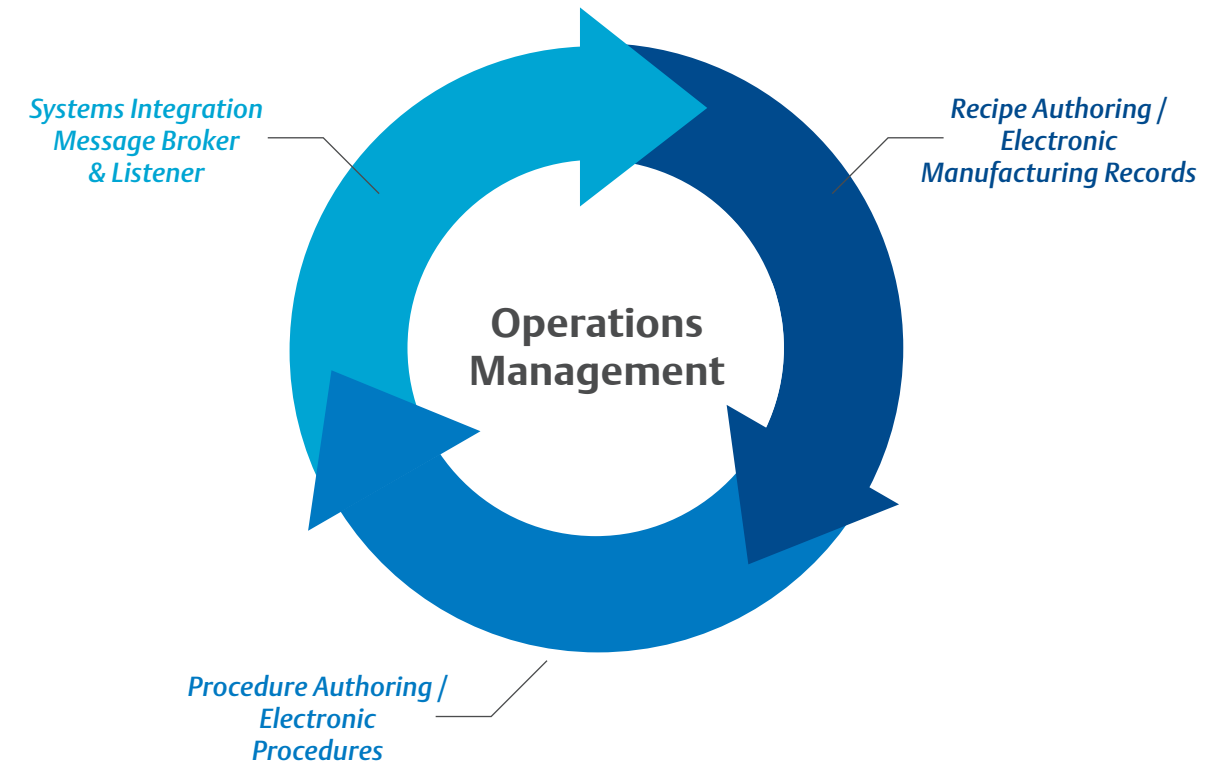 Systems Integration
Message Broker
& Listener
Recipe Authoring /
Electronic
Manufacturing Records
Operations
Management
Procedure Authoring /
Electronic
Procedures